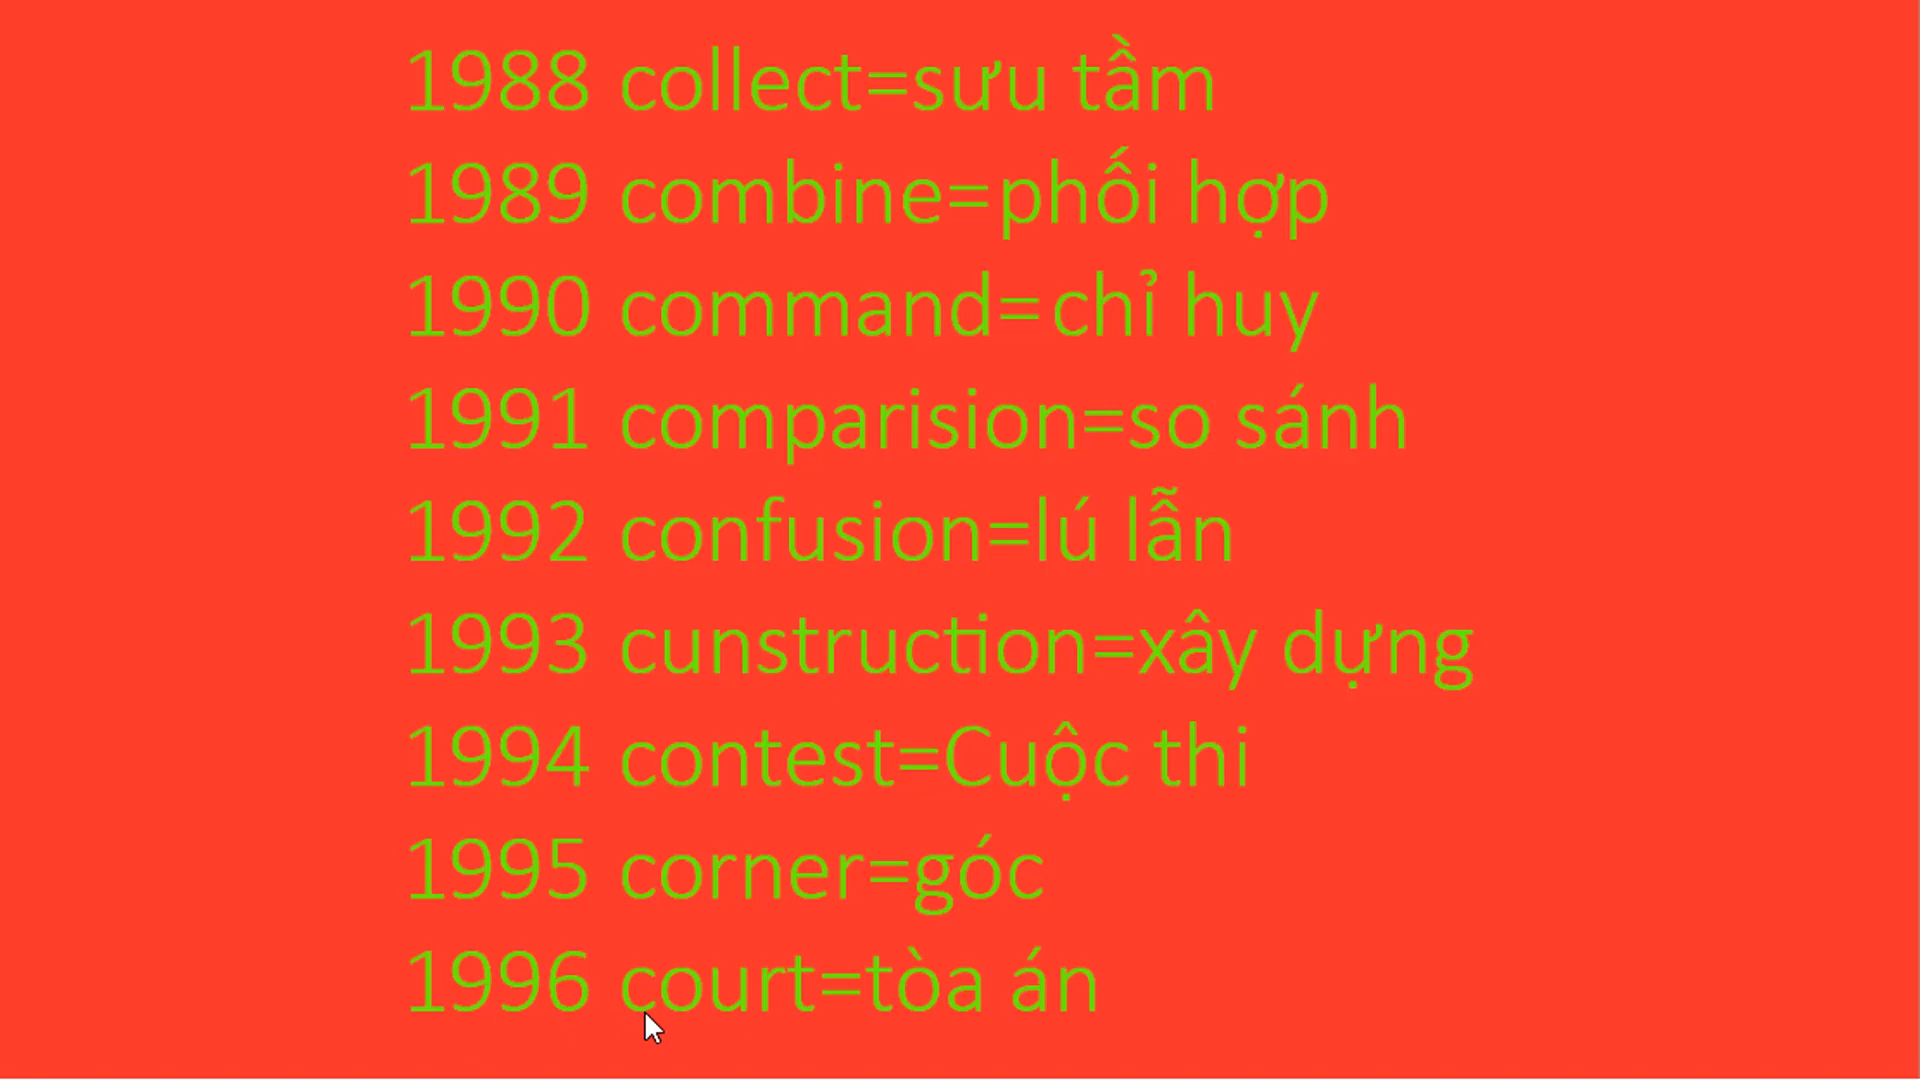 1988 collect=sưu tầm
1989 combine=phối hợp
1990 command=chỉ huy
1991 comparision=so sánh
1992 confusion=lú lẫn
1993 cunstruction=xây dựng
1994 contest=Cuộc thi
1995 corner=góc
1996 court=tòa án